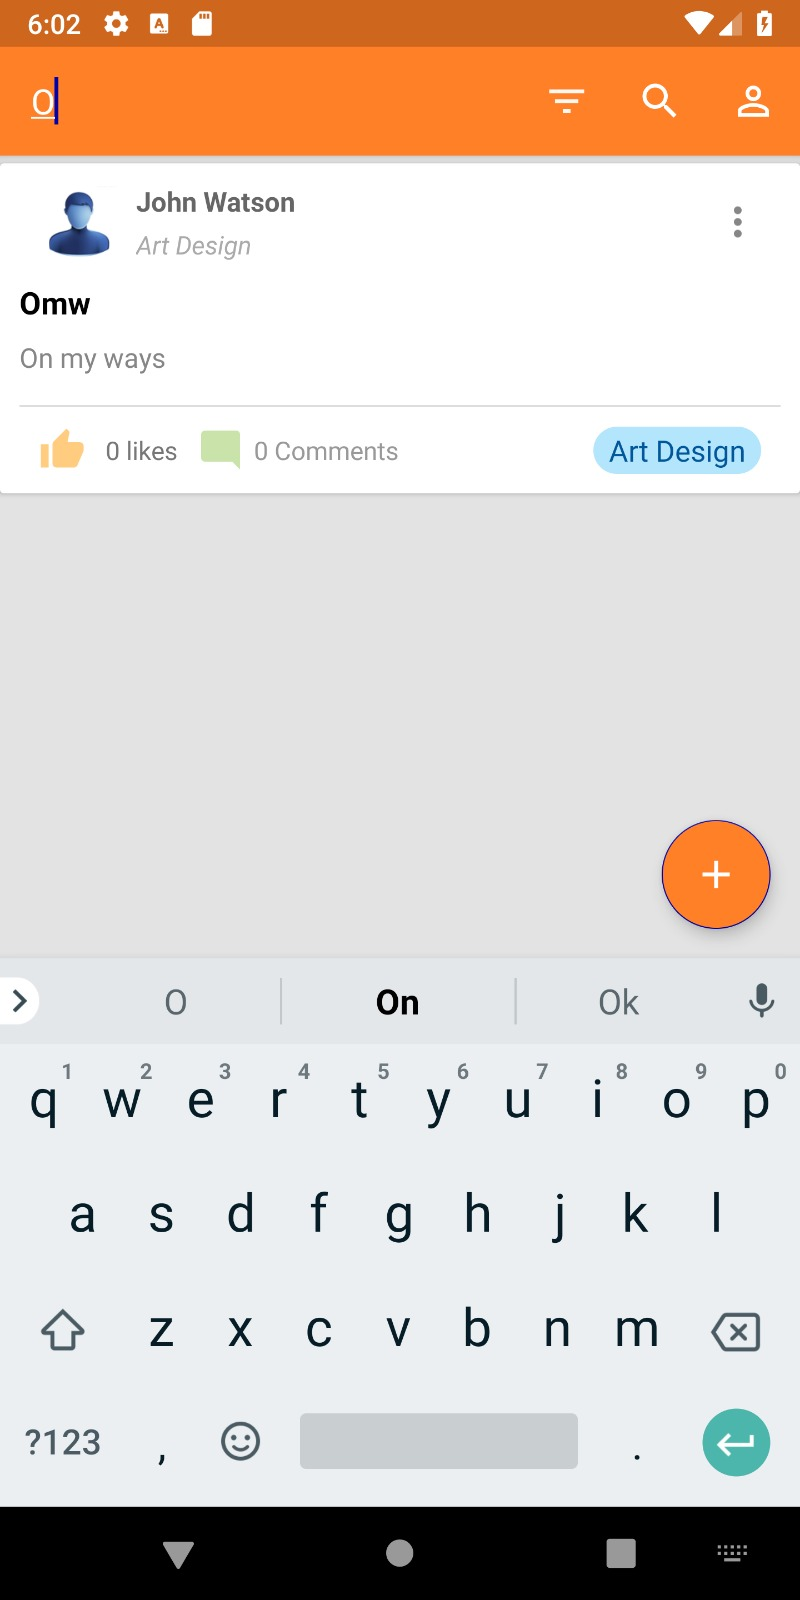 6:02
O
John Watson
Art Design
Omw
On my ways
0 likes 0 Comments Art Design
O On Ok
1 2 3 4 5 6 7 8 9 0
q w e r t y u i o p
a s d f g h j k l
z x c v b n m
?123 , .